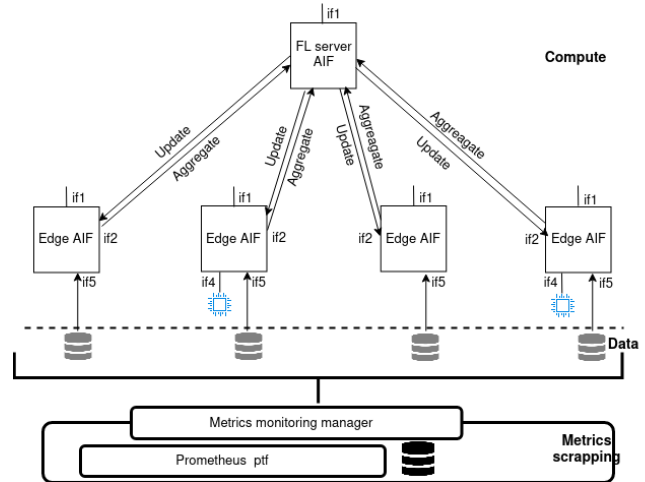 if1
FL server
AIF
Compute
Update
Aggregate
Update
Aggregate
Aggreagate
Update
Aggreagate
Update
if1
if1
if1
if1
Edge AIF
if2
Edge AIF
if2
if2
Edge AIF
if2
Edge AIF
if5
if4
if5
if5
if4
if5
Data
Metrics monitoring manager
Metrics
scrapping
Prometheus ptf